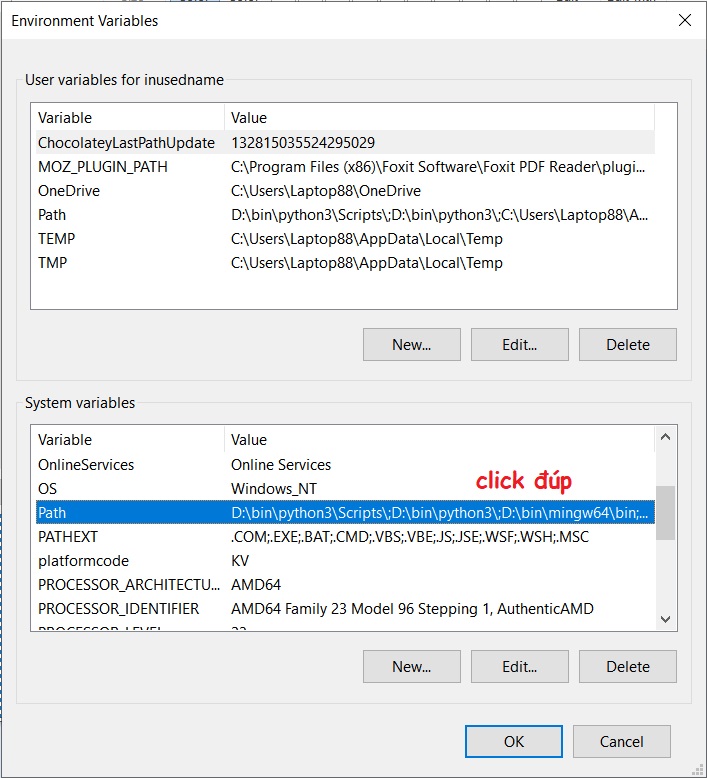 Environment Variables
User variables for inusedname
Variable Value
ChocolateyLastPathUpdate 132815035524295029
MOZ_PLUGIN_PATH C:\Program Files (x86)\Foxit Software\Foxit PDF Reader\plugi...
OneDrive C:\Users\Laptop88\OneDrive
Path D:\bin\python3\Scripts\;D:\bin\python3\;C:\Users\Laptop88\A...
TEMP C:\Users\Laptop88\AppData\Local\Temp
TMP C:\Users\Laptop88\AppData\Local\Temp
New... Edit... Delete
System variables
Variable Value
OnlineServices Online Services
click đúp
OS Windows_NT
Path D:\bin\python3\Scripts\;D:\bin\python3\;D:\bin\mingw64\bin;...
PATHEXT .COM;.EXE;.BAT;.CMD;.VBS;.VBE;.JS;.JSE;.WSF;.WSH;.MSC
platformcode KV
PROCESSOR_ARCHITECTU... AMD64
PROCESSOR_IDENTIFIER AMD64 Family 23 Model 96 Stepping 1, AuthenticAMD
New... Edit... Delete
OK Cancel